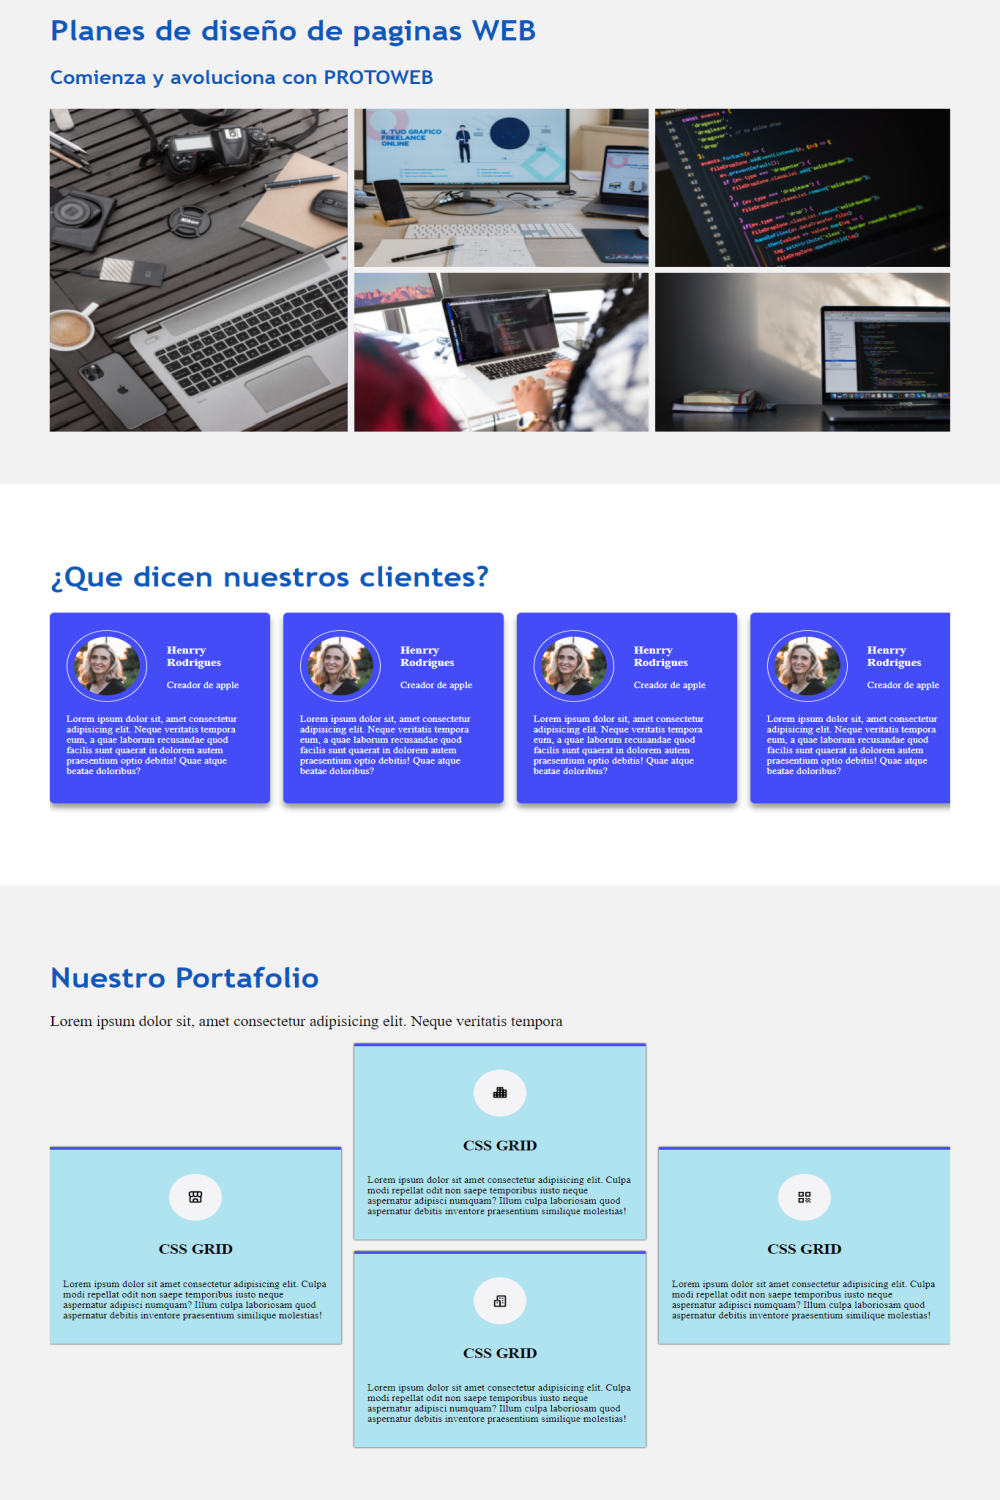 Planes de diseño de paginas WEB
Comienza y avoluciona con PROTOWEB
IL TUO GRAFICO
FREELANCE
ONLINE
Nikon
¿Que dicen nuestros clientes?
Henrry
Rodrigues
Creador de apple
Lorem ipsum dolor sit, amet consectetur
adipisicing elit. Neque veritatis tempora
eum, a quae laborum recusandae quod
facilis sunt quaerat in dolorem autem
praesentium optio debitis! Quae atque
beatae doloribus?
Henrry
Rodrigues
Creador de apple
Lorem ipsum dolor sit, amet consectetur
adipisicing elit. Neque veritatis tempora
eum, a quae laborum recusandae quod
facilis sunt quaerat in dolorem autem
praesentium optio debitis! Quae atque
beatae doloribus?
Henrry
Rodrigues
Creador de apple
Lorem ipsum dolor sit, amet consectetur
adipisicing elit. Neque veritatis tempora
eum, a quae laborum recusandae quod
facilis sunt quaerat in dolorem autem
praesentium optio debitis! Quae atque
beatae doloribus?
Henrry
Rodrigues
Creador de apple
Lorem ipsum dolor sit, amet consectetur
adipisicing elit. Neque veritatis tempora
eum, a quae laborum recusandae quod
facilis sunt quaerat in dolorem autem
praesentium optio debitis! Quae atque
beatae doloribus?
Nuestro Portafolio
Lorem ipsum dolor sit, amet consectetur adipisicing elit. Neque veritatis tempora
CSS GRID
Lorem ipsum dolor sit amet consectetur adipisicing elit. Culpa
modi repellat odit non saepe temporibus iusto neque
aspernatur adipisci numquam? Illum culpa laboriosam quod
aspernatur debitis inventore praesentium similique molestias!
CSS GRID
Lorem ipsum dolor sit amet consectetur adipisicing elit. Culpa
modi repellat odit non saepe temporibus iusto neque
aspernatur adipisci numquam? Illum culpa laboriosam quod
aspernatur debitis inventore praesentium similique molestias!
CSS GRID
Lorem ipsum dolor sit amet consectetur adipisicing elit. Culpa
modi repellat odit non saepe temporibus iusto neque
aspernatur adipisci numquam? Illum culpa laboriosam quod
aspernatur debitis inventore praesentium similique molestias!
CSS GRID
Lorem ipsum dolor sit amet consectetur adipisicing elit. Culpa
modi repellat odit non saepe temporibus iusto neque
aspernatur adipisci numquam? Illum culpa laboriosam quod
aspernatur debitis inventore praesentium similique molestias!